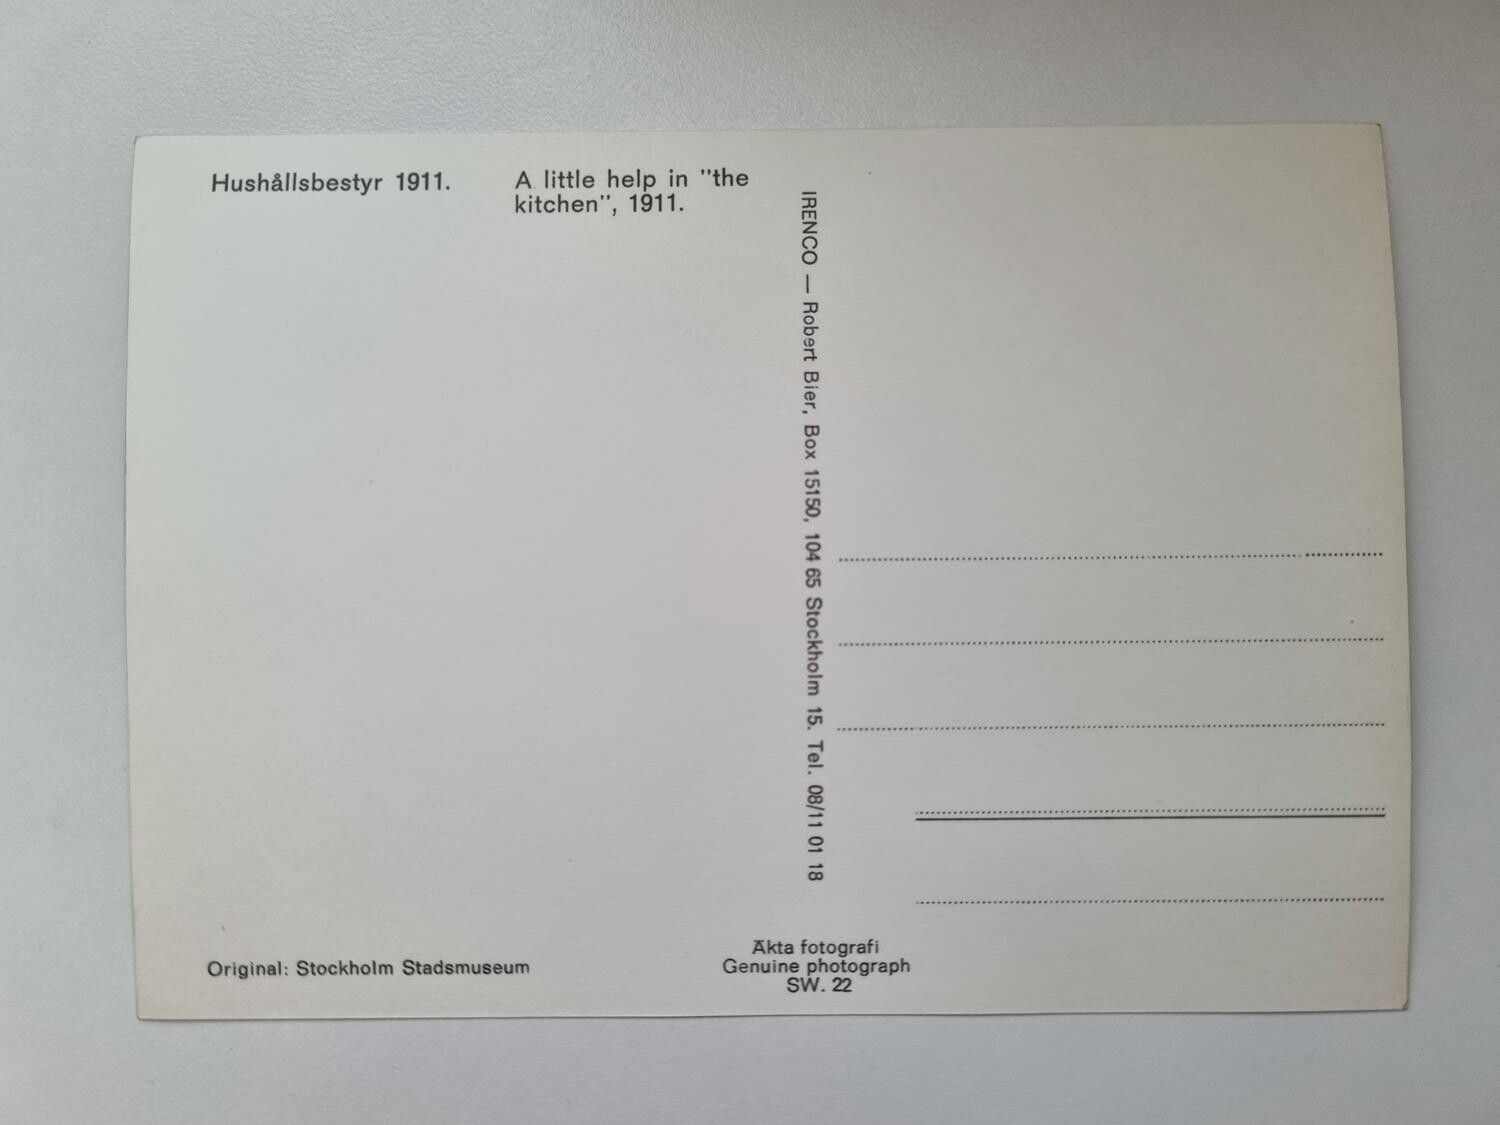 Hushållsbestyr 1911.
A little help in "the
kitchen", 1911.
IRENCO — Robert Bier, Box 15150, 104 65 Stockholm 15. Tel. 08/11 01 18
Original: Stockholm Stadsmuseum
Äkta fotografi
Genuine photograph
SW. 22